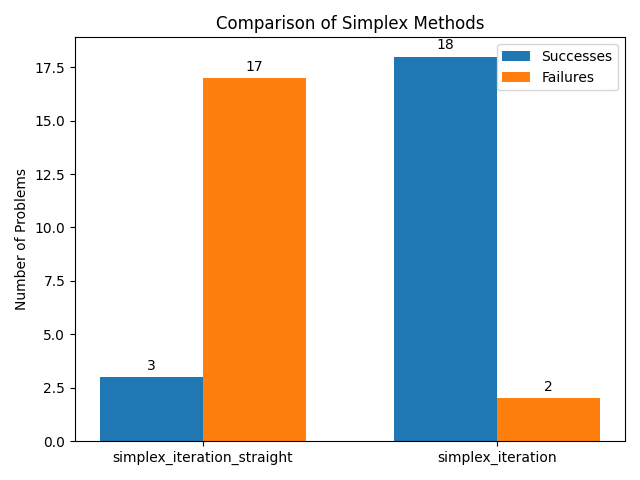 Comparison of Simplex Methods
18
Successes
17.5
17
Failures
15.0
12.5
Number of Problems
10.0
7.5
5.0
3
2.5
2
0.0
simplex_iteration_straight
simplex_iteration